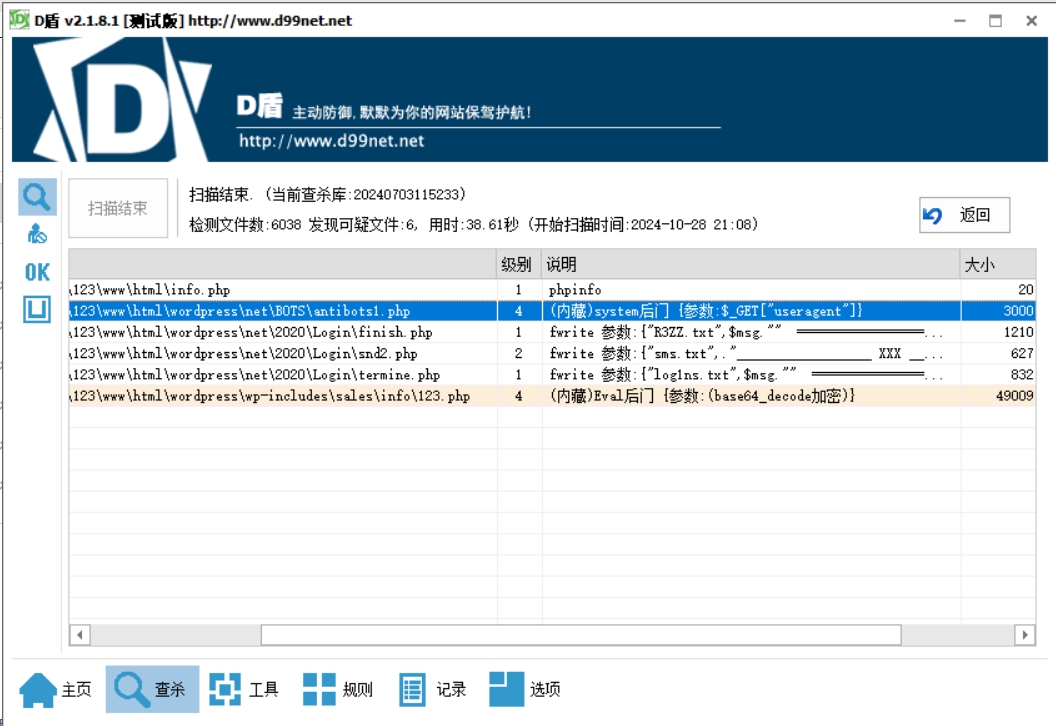 D盾 v2.1.8.1 [测试版] http://www.d99net.net
D盾 主动防御,默默为你的网站保驾护航!
http://www.d99net.net
扫描结束
扫描结束. (当前查杀库:20240703115233)
检测文件数:6038 发现可疑文件:6, 用时:38.61秒 (开始扫描时间:2024-10-28 21:08)
返回
OK
级别 说明 大小
\123\www\html\info.php 1 phpinfo 20
\123\www\html\wordpress\net\BOTS\antibots1.php 4 (内藏)system后门 {参数:$_GET["useragent"]} 3000
\123\www\html\wordpress\net\2020\Login\finish.php 1 fwrite 参数:{"R3ZZ.txt",$msg."" ══════════════... 1210
\123\www\html\wordpress\net\2020\Login\snd2.php 2 fwrite 参数:{"sms.txt",."___________________ XXX __... 627
\123\www\html\wordpress\net\2020\Login\termine.php 1 fwrite 参数:{"log1ns.txt",$msg."" ══════════════... 832
\123\www\html\wordpress\wp-includes\sales\info\123.php 4 (内藏)Eval后门 {参数:(base64_decode加密)} 49009
主页 查杀 工具 规则 记录 选项